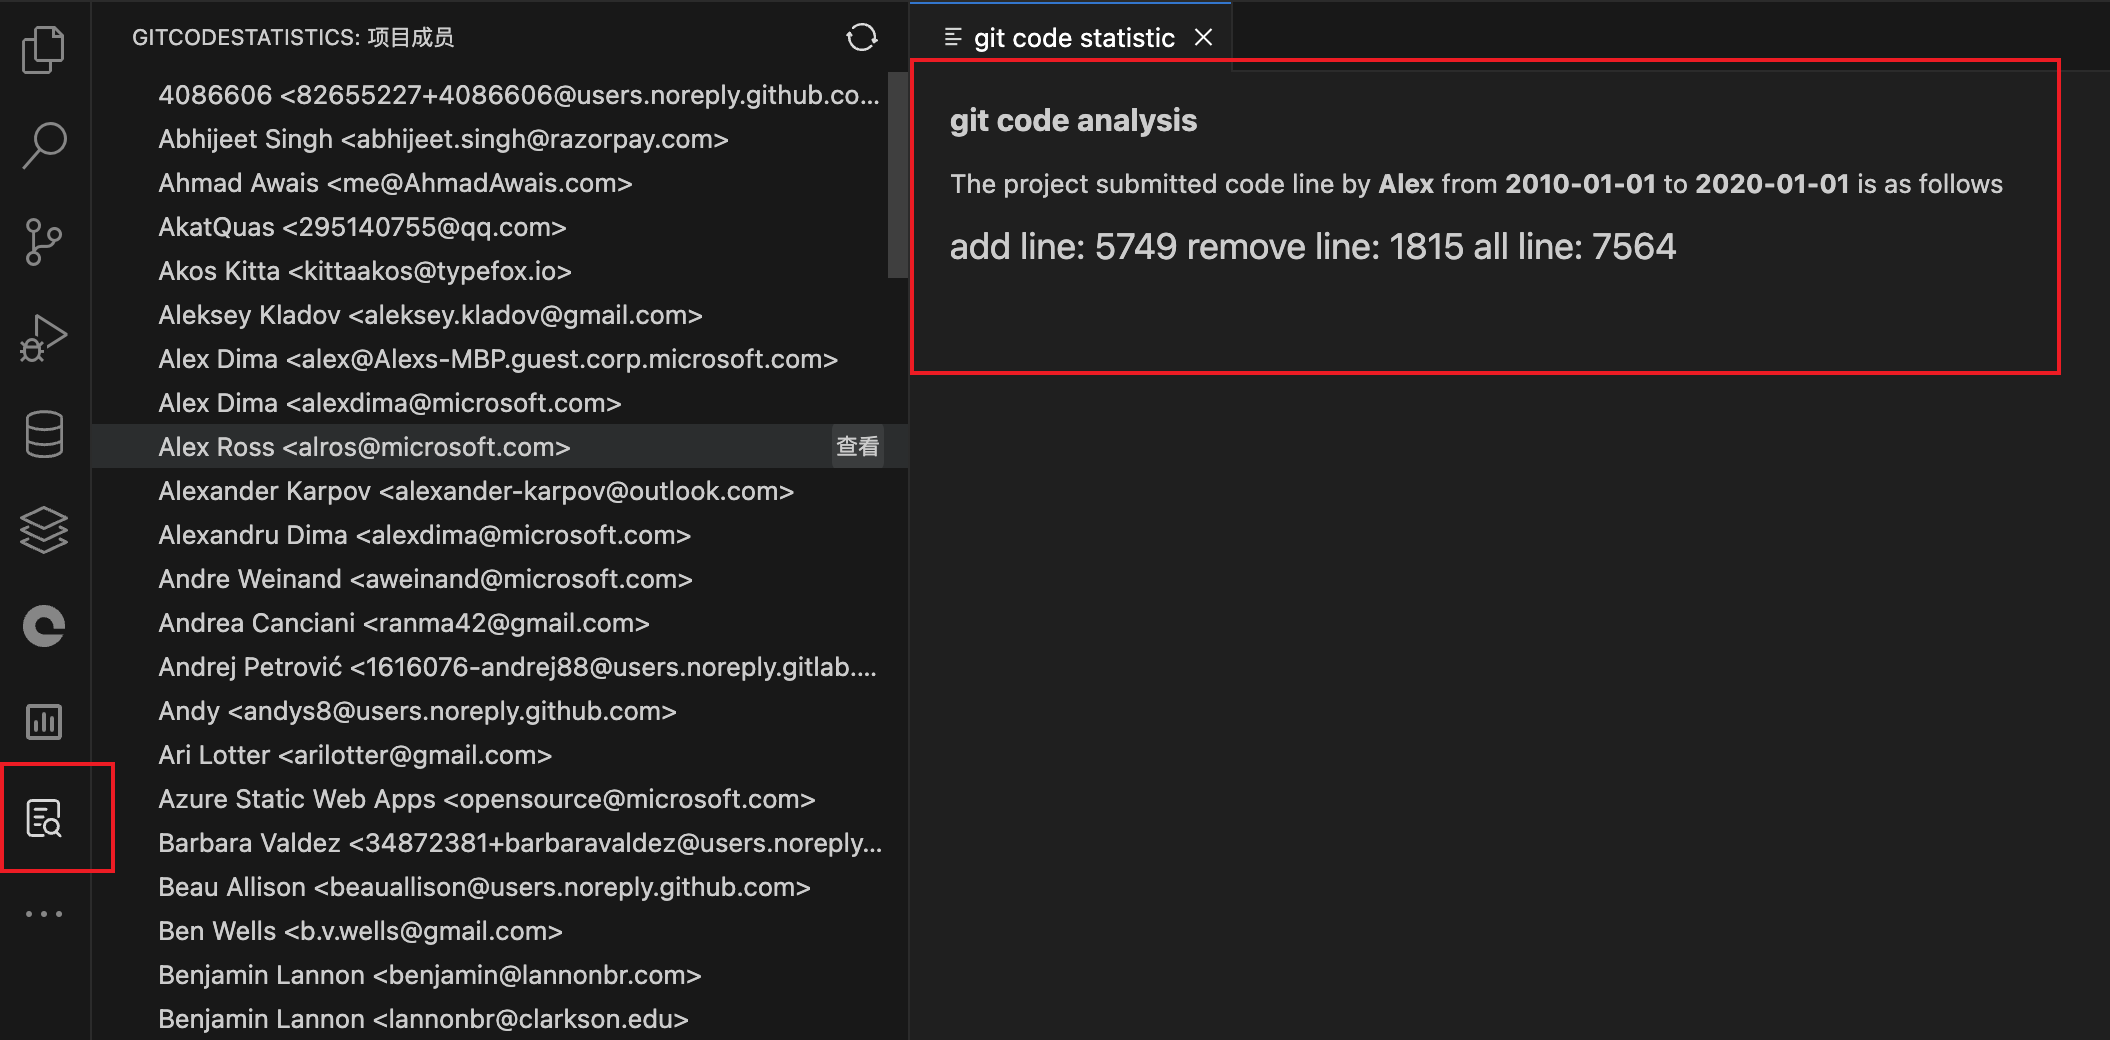 GITCODESTATISTICS: 项目成员
4086606 <82655227+4086606@users.noreply.github.co...
Abhijeet Singh <abhijeet.singh@razorpay.com>
Ahmad Awais <me@AhmadAwais.com>
AkatQuas <295140755@qq.com>
Akos Kitta <kittaakos@typefox.io>
Aleksey Kladov <aleksey.kladov@gmail.com>
Alex Dima <alex@Alexs-MBP.guest.corp.microsoft.com>
Alex Dima <alexdima@microsoft.com>
Alex Ross <alros@microsoft.com> 查看
Alexander Karpov <alexander-karpov@outlook.com>
Alexandru Dima <alexdima@microsoft.com>
Andre Weinand <aweinand@microsoft.com>
Andrea Canciani <ranma42@gmail.com>
Andrej Petrović <1616076-andrej88@users.noreply.gitlab....
Andy <andys8@users.noreply.github.com>
Ari Lotter <arilotter@gmail.com>
Azure Static Web Apps <opensource@microsoft.com>
Barbara Valdez <34872381+barbaravaldez@users.noreply...
Beau Allison <beauallison@users.noreply.github.com>
Ben Wells <b.v.wells@gmail.com>
Benjamin Lannon <benjamin@lannonbr.com>
Benjamin Lannon <lannonbr@clarkson.edu>
git code statistic
git code analysis
The project submitted code line by Alex from 2010-01-01 to 2020-01-01 is as follows
add line: 5749 remove line: 1815 all line: 7564